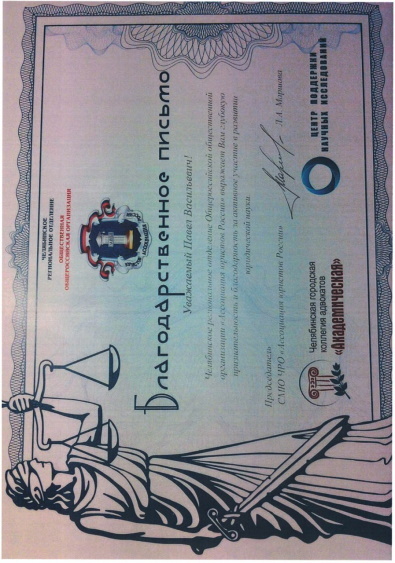 ЧЕЛЯБИНСКОЕ
РЕГИОНАЛЬНОЕ ОТДЕЛЕНИЕ
ОБЩЕСТВЕННАЯ
ОБЩЕРОССИЙСКАЯ ОРГАНИЗАЦИЯ
Благодарственное письмо
Уважаемый Павел Васильевич!
Челябинское региональное отделение Общероссийской общественной
организации «Ассоциация юристов России» выражает Вам глубокую
признательность и благодарность за активное участие в развитии
юридической науки.
Председатель
СМЮ ЧРО «Ассоциация юристов России»
Л.А.
Челябинская городская
коллегия адвокатов
«Академическая»
ЦЕНТР ПОДДЕРЖКИ
НАУЧНЫХ ИССЛЕДОВАНИЙ